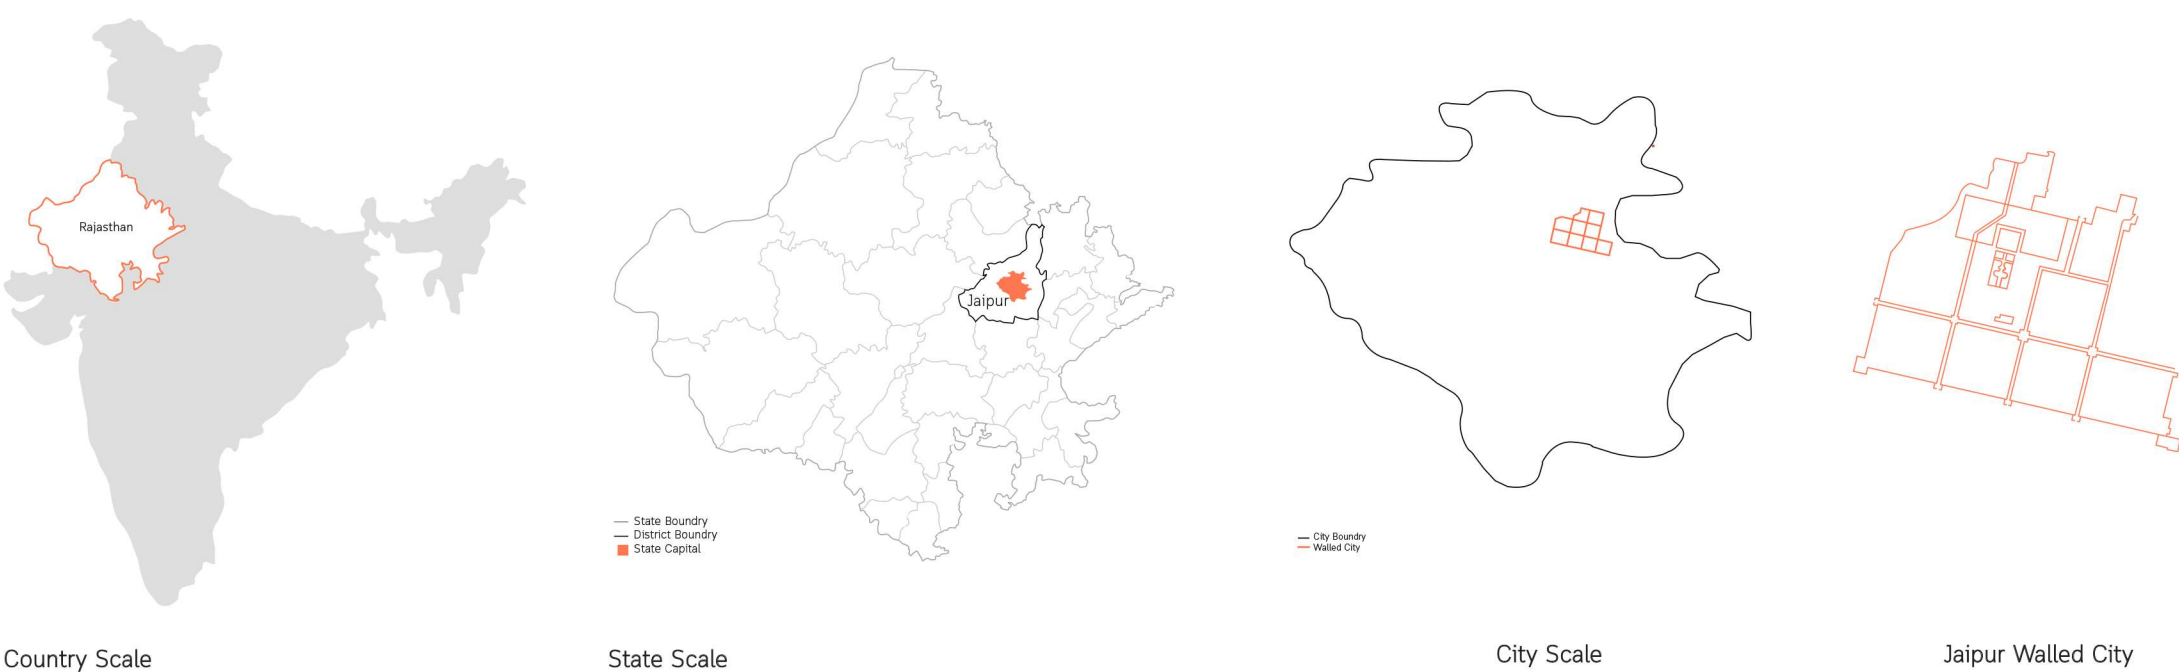 Rajasthan
Country Scale
Jaipur
State Boundry
District Boundry
State Capital
State Scale
City Boundry
Walled City
City Scale
Jaipur Walled City